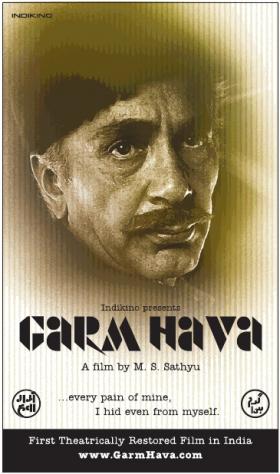 INDIKINO
Indikino presents
GARM HAVA
A film by M. S. Sathyu
...every pain of mine,
I hid even from myself.
First Theatrically Restored Film in India
www.GarmHava.com